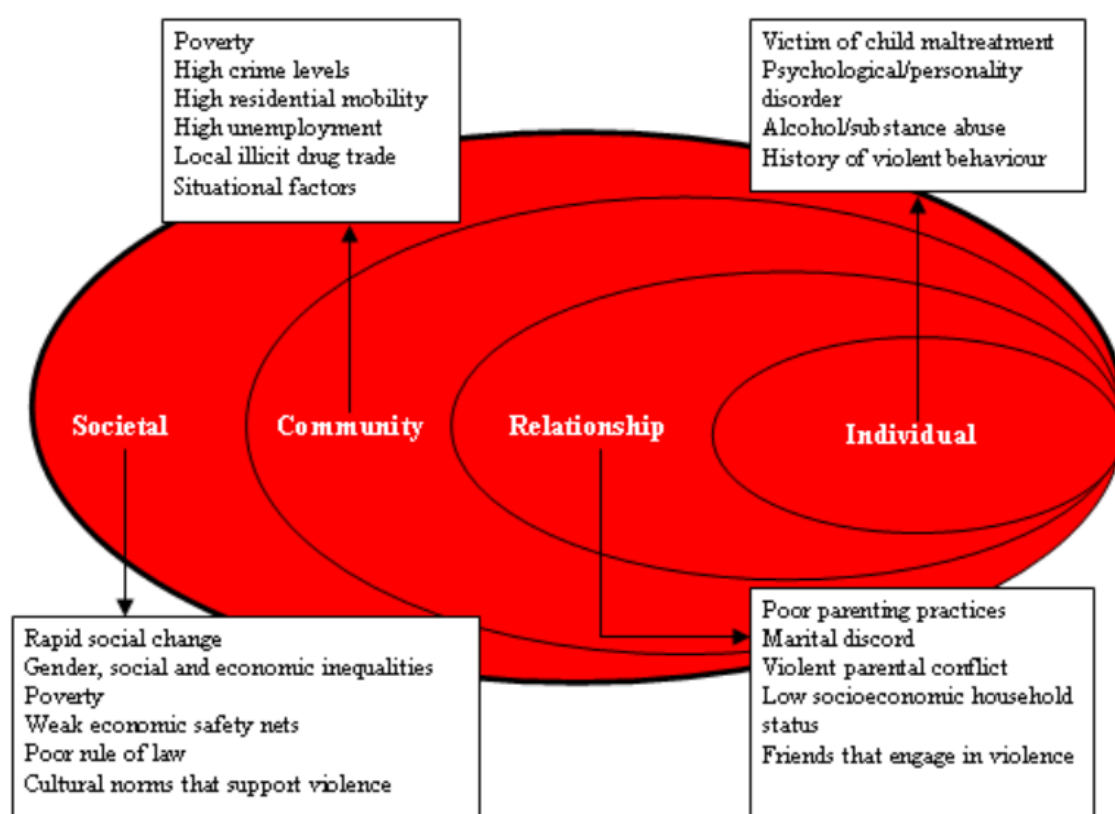 Poverty
High crime levels
High residential mobility
High unemployment
Local illicit drug trade
Situational factors
Victim of child maltreatment
Psychological/personality
disorder
Alcohol/substance abuse
History of violent behaviour
Societal
Community
Relationship
Individual
Rapid social change
Gender, social and economic inequalities
Poverty
Weak economic safety nets
Poor rule of law
Cultural norms that support violence
Poor parenting practices
Marital discord
Violent parental conflict
Low socioeconomic household
status
Friends that engage in violence